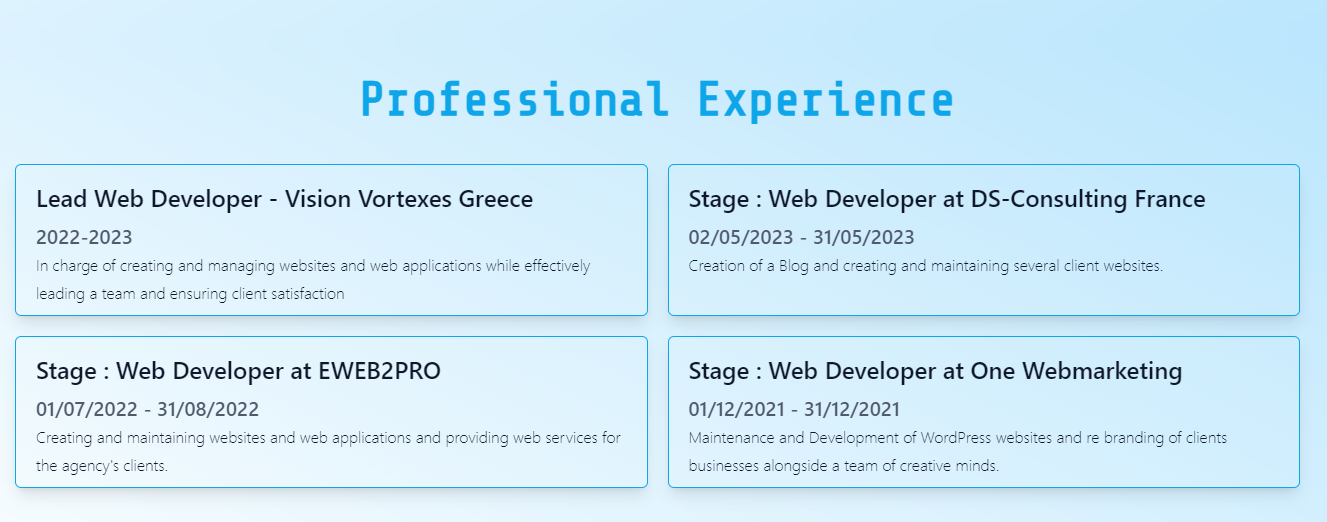 Professional Experience
Lead Web Developer - Vision Vortexes Greece
2022-2023
In charge of creating and managing websites and web applications while effectively
leading a team and ensuring client satisfaction
Stage : Web Developer at DS-Consulting France
02/05/2023 - 31/05/2023
Creation of a Blog and creating and maintaining several client websites.
Stage : Web Developer at EWEB2PRO
01/07/2022 - 31/08/2022
Creating and maintaining websites and web applications and providing web services for
the agency's clients.
Stage : Web Developer at One Webmarketing
01/12/2021 - 31/12/2021
Maintenance and Development of WordPress websites and re branding of clients
businesses alongside a team of creative minds.